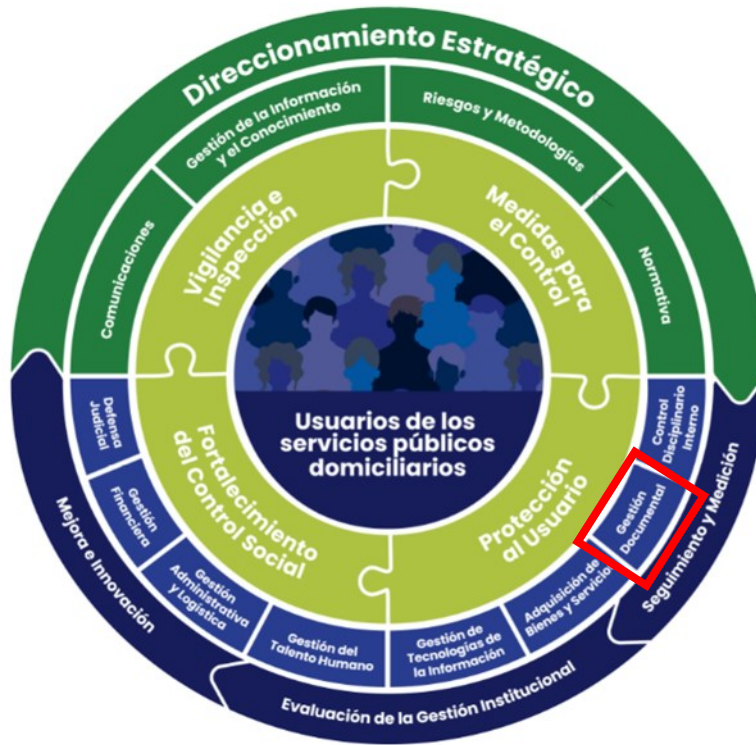 Direccionamiento Estratégico
Gestión de la Información
y el Conocimiento
Riesgos y Metodologías
Comunicaciones
Normativa
Vigilancia e
Inspección
Medidas para
el Control
Usuarios de los
servicios públicos
domiciliarios
Fortalecimiento
del Control Social
Protección
al Usuario
Defensa
Judicial
Gestión
Financiera
Gestión
Administrativa
y Logística
Gestión del
Talento Humano
Gestión de
Tecnologías de
la Información
Adquisición de
Bienes y Servicios
Gestión
Documental
Control
Disciplinario
Interno
Mejora e Innovación
Evaluación de la Gestión Institucional
Seguimiento y Medición